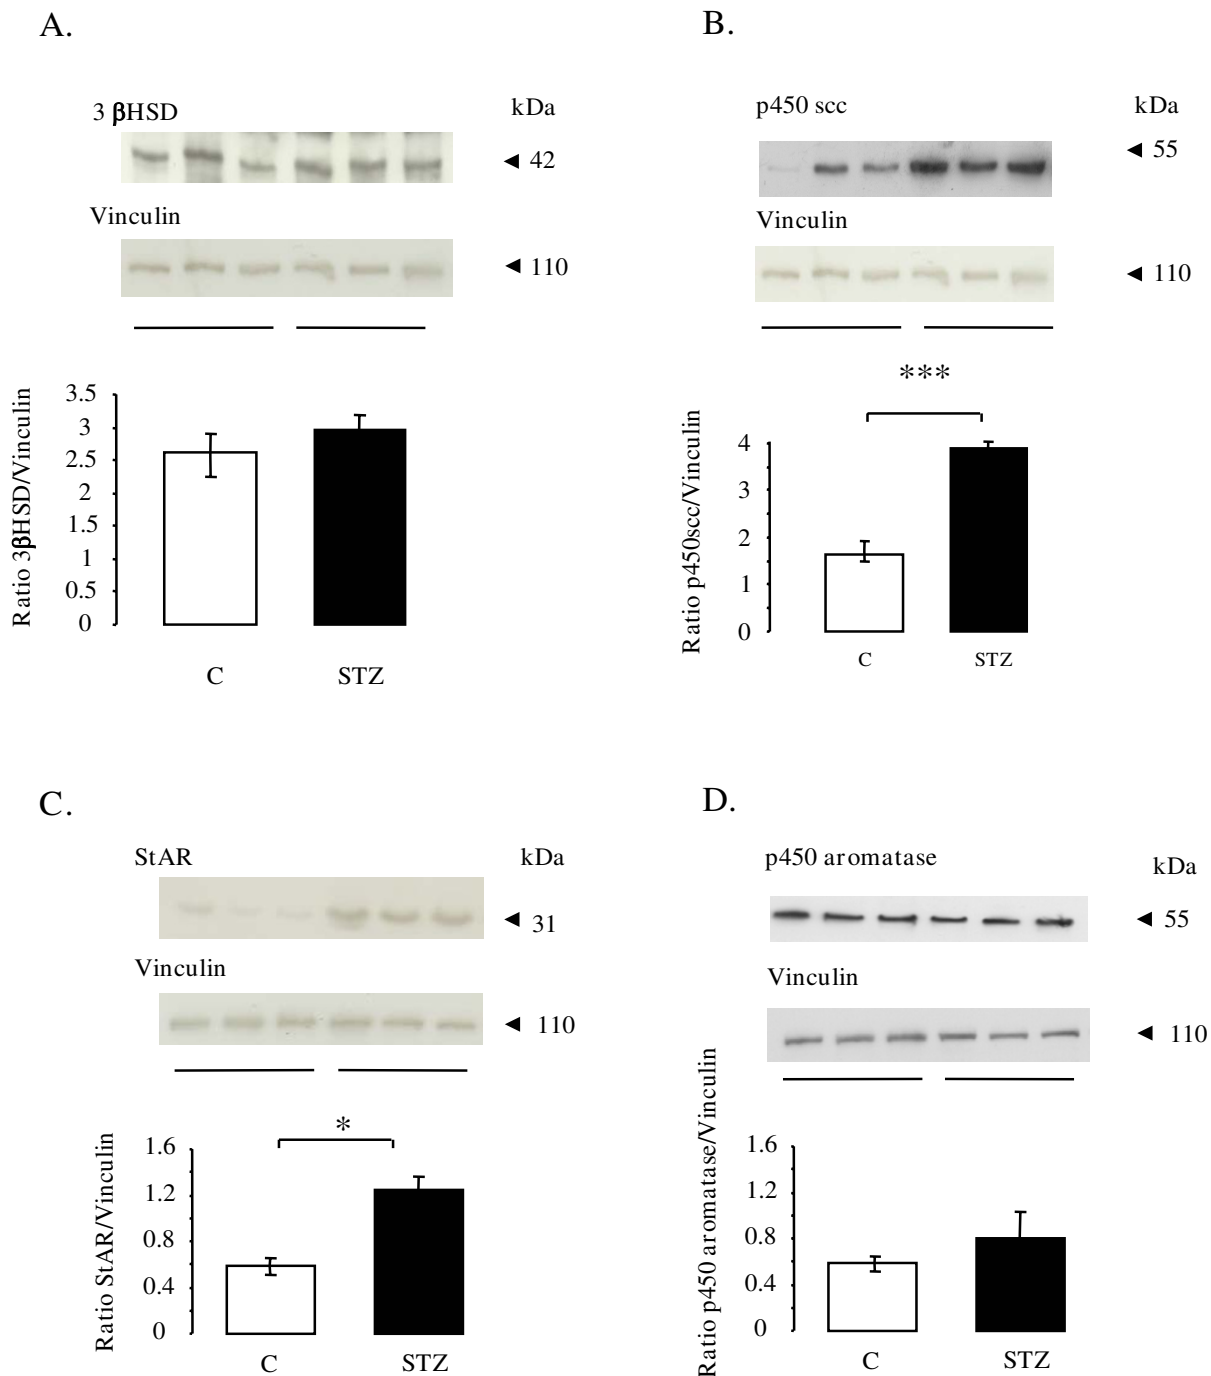 A.
3 βHSD
kDa
42
Vinculin
110
Ratio 3βHSD/Vinculin
3.5
3
2.5
2
1.5
1
0.5
0
C
STZ
B.
p450 scc
kDa
55
Vinculin
110
***
Ratio p450scc/Vinculin
4
3
2
1
0
C
STZ
C.
StAR
kDa
31
Vinculin
110
*
Ratio StAR/Vinculin
1.6
1.2
0.8
0.4
0
C
STZ
D.
p450 aromatase
kDa
55
Vinculin
110
Ratio p450 aromatase/Vinculin
1.6
1.2
0.8
0.4
0
C
STZ